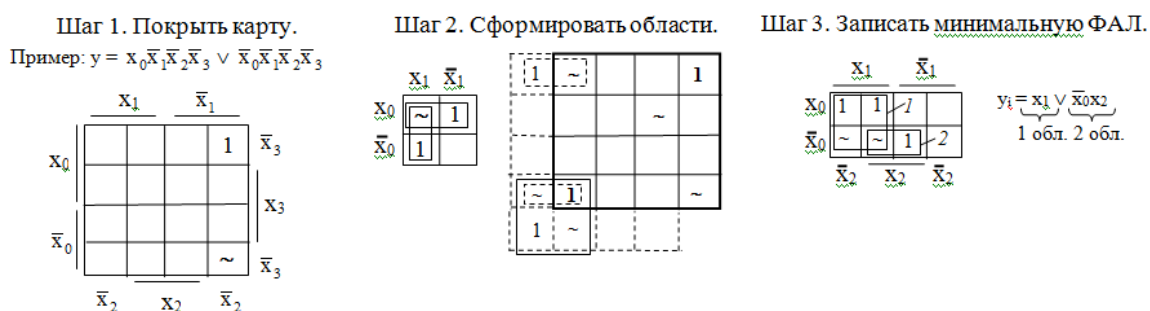 Шаг 1. Покрыть карту.
Пример: y = x₀x̅₁x̅₂x̅₃ ∨ x̅₀x̅₁x̅₂x̅₃
x₁ x̅₁
x₀ 1 x̅₃
x₃
x̅₀
~ x̅₃
x̅₂ x₂ x̅₂
Шаг 2. Сформировать области.
x₁ x̅₁
x₀ ~ 1
x̅₀ 1
1 ~ 1
~
~ 1 ~
1 ~
Шаг 3. Записать минимальную ФАЛ.
x₁ x̅₁
x₀ 1 1 1
x̅₀ ~ ~ 1 2
x̅₂ x₂ x̅₂
yᵢ = x₁ ∨ x̅₀x₂
1 обл. 2 обл.